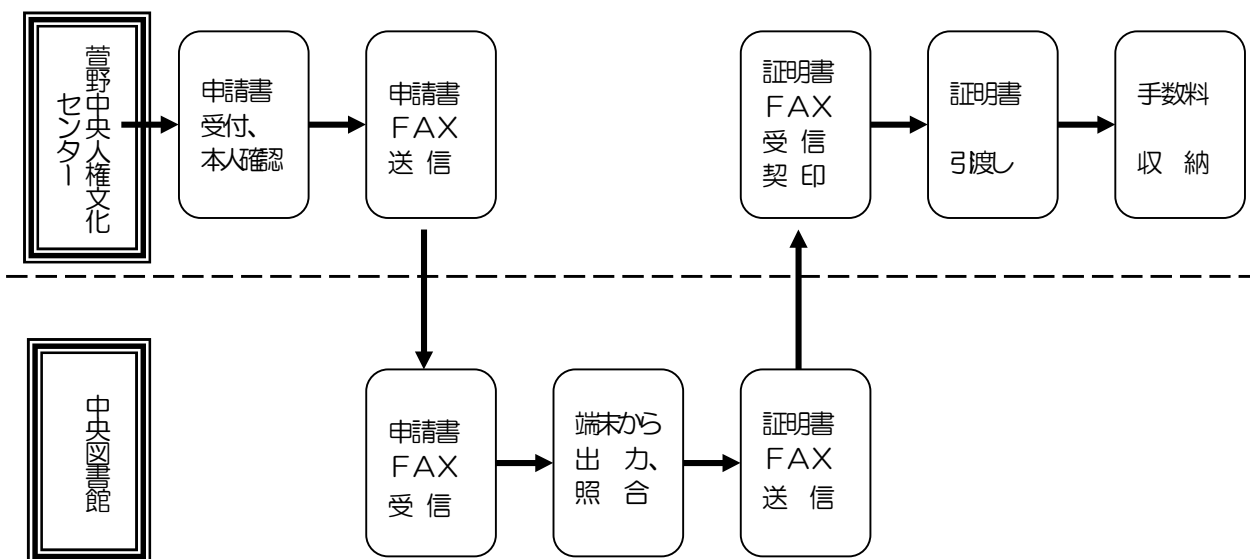 萱野中央人権文化
センター
申請書
受付、
本人確認
申請書
ＦＡＸ
送 信
証明書
ＦＡＸ
受 信
契 印
証明書
引渡し
手数料
収 納
中央図書館
申請書
ＦＡＸ
受 信
端末から
出 力、
照 合
証明書
ＦＡＸ
送 信